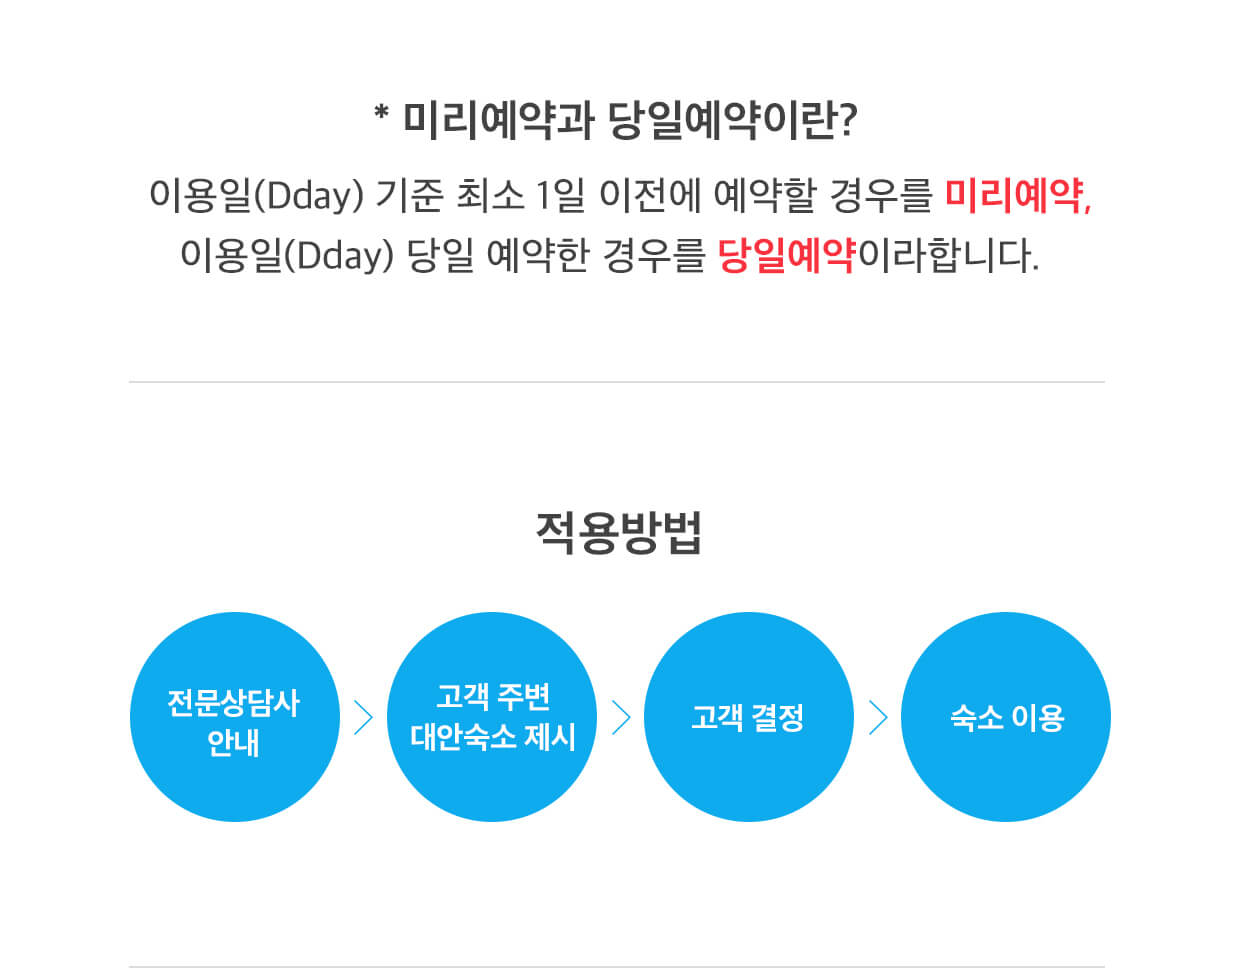 * 미리예약과 당일예약이란?
이용일(Dday) 기준 최소 1일 이전에 예약할 경우를 미리예약,
이용일(Dday) 당일 예약한 경우를 당일예약이라합니다.
적용방법
전문상담사
안내
고객 주변
대안숙소 제시
고객 결정
숙소 이용